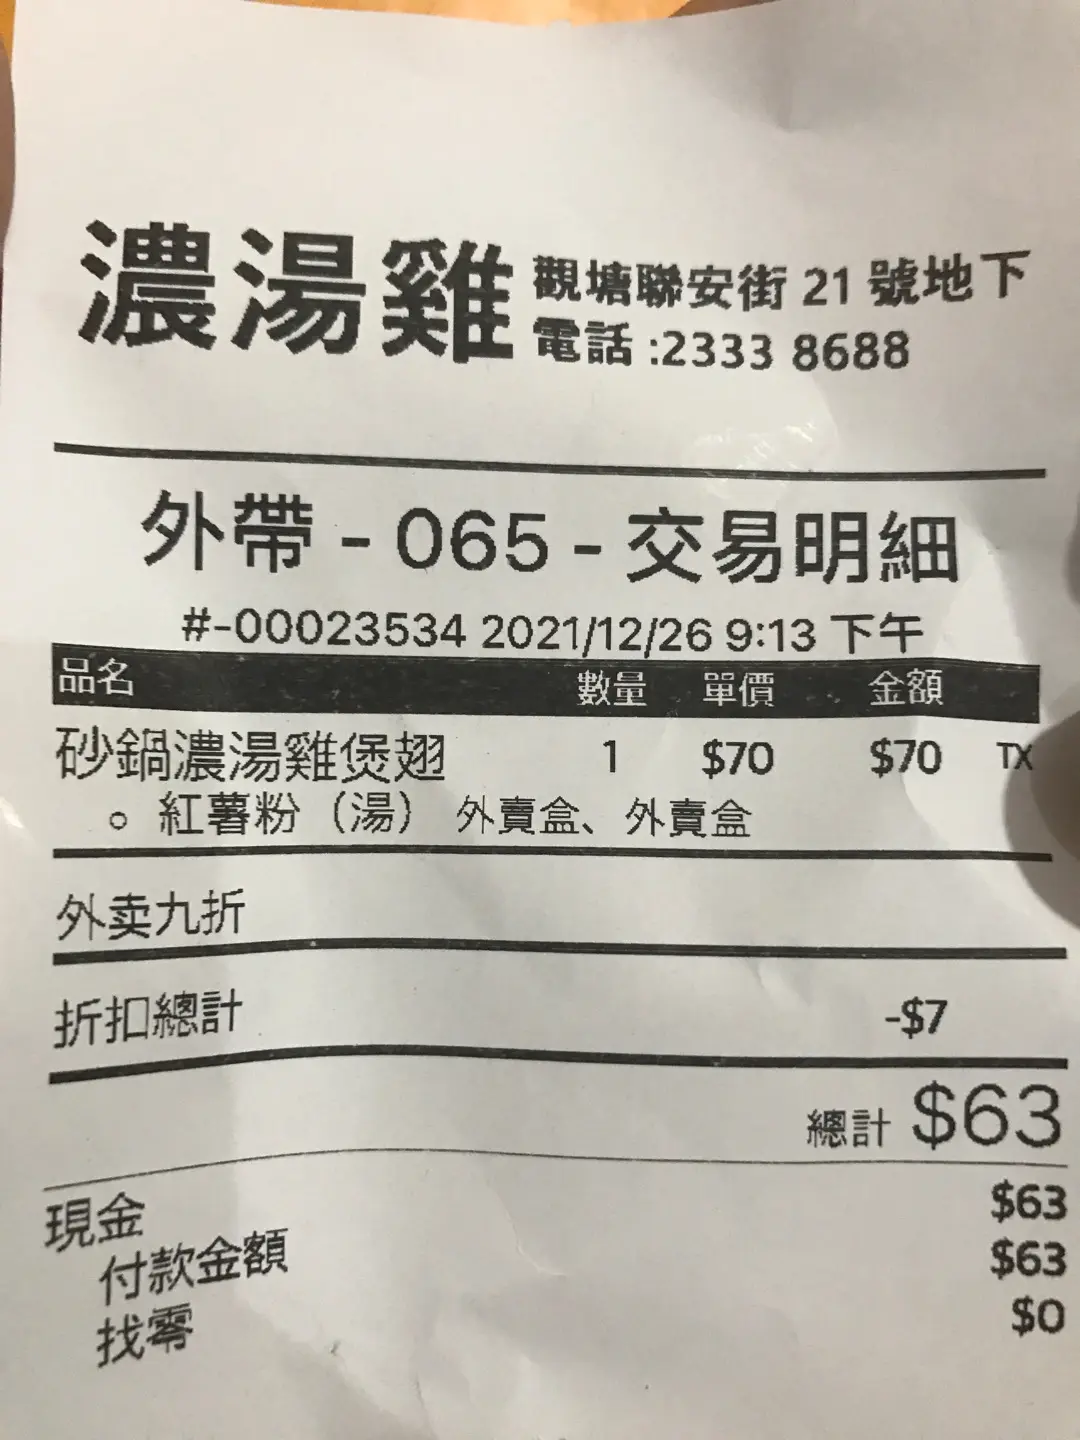 濃湯雞 觀塘聯安街 21 號地下
電話 :2333 8688
外帶 - 065 - 交易明細
#-00023534 2021/12/26 9:13 下午
品名 數量 單價 金額
砂鍋濃湯雞煲翅 1 $70 $70 TX
。 紅薯粉（湯） 外賣盒、外賣盒
外卖九折
折扣總計 -$7
總計 $63
現金 $63
付款金額 $63
找零 $0